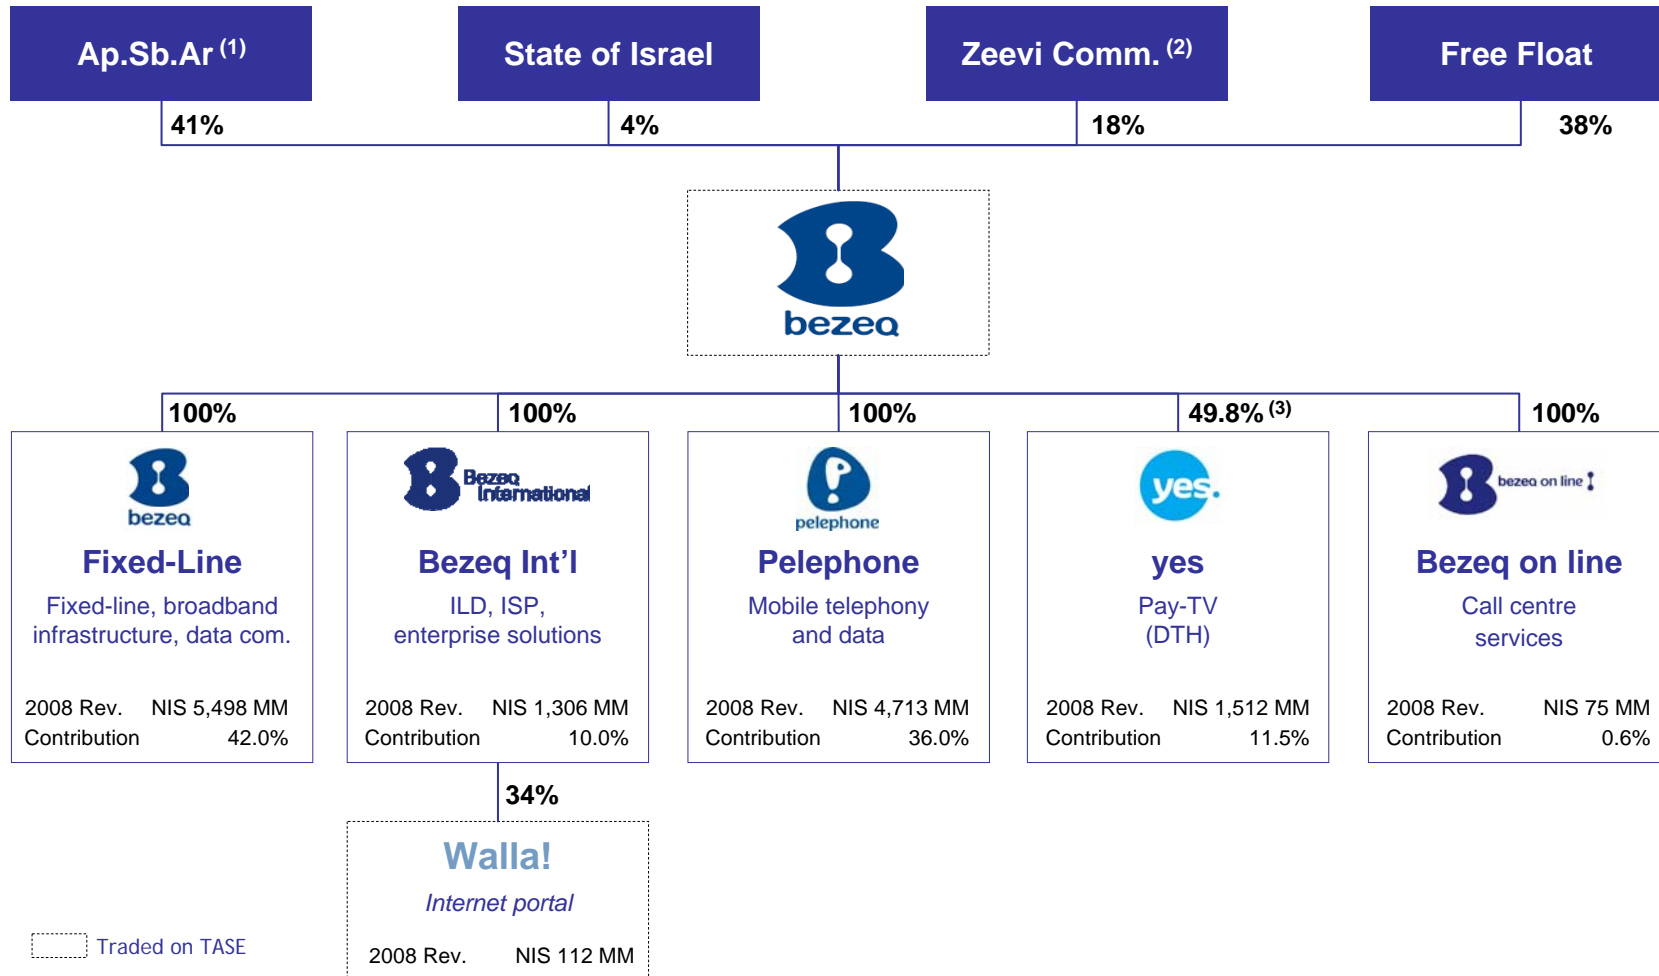 Ap.Sb.Ar (1)
State of Israel
Zeevi Comm. (2)
Free Float
41%
4%
18%
38%
bezeq
100%
100%
100%
49.8% (3)
100%
bezeq
Fixed-Line
Fixed-line, broadband
infrastructure, data com.
2008 Rev. NIS 5,498 MM
Contribution 42.0%
Bezeq
International
Bezeq Int'l
ILD, ISP,
enterprise solutions
2008 Rev. NIS 1,306 MM
Contribution 10.0%
pelephone
Pelephone
Mobile telephony
and data
2008 Rev. NIS 4,713 MM
Contribution 36.0%
yes.
yes
Pay-TV
(DTH)
2008 Rev. NIS 1,512 MM
Contribution 11.5%
bezeq on line
Bezeq on line
Call centre
services
2008 Rev. NIS 75 MM
Contribution 0.6%
34%
Walla!
Internet portal
2008 Rev. NIS 112 MM
Traded on TASE